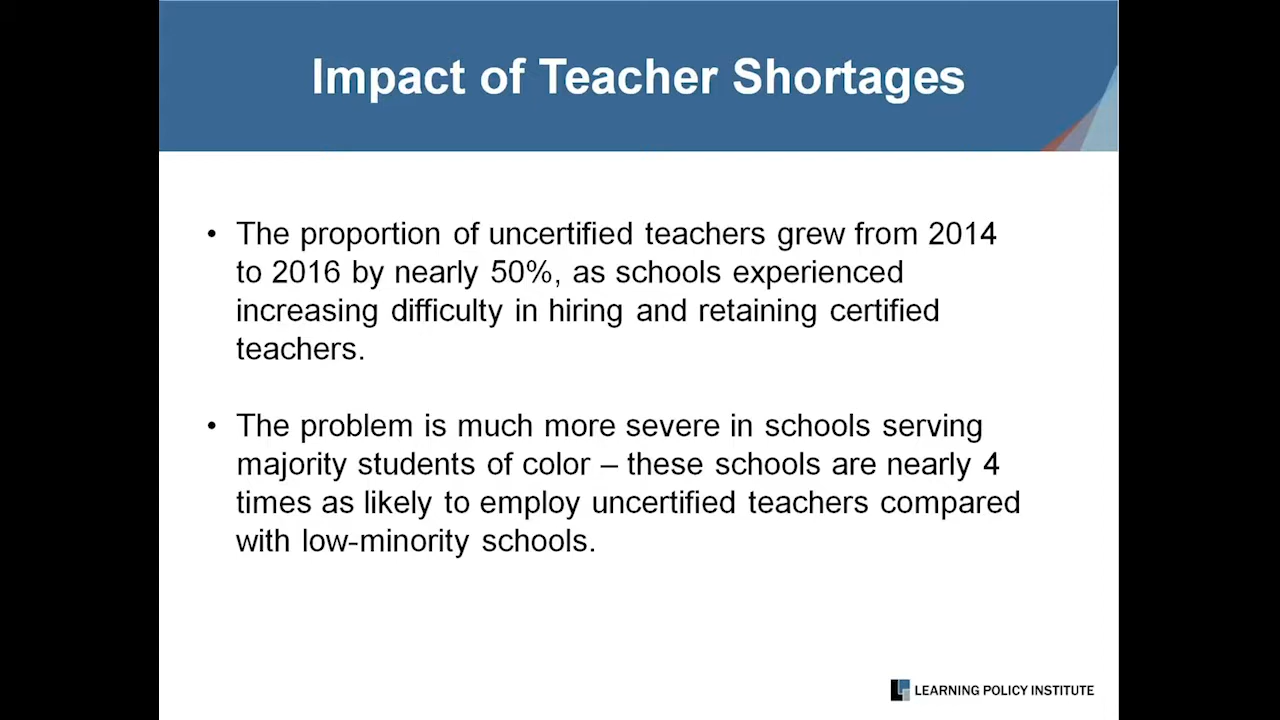 Impact of Teacher Shortages
• The proportion of uncertified teachers grew from 2014
to 2016 by nearly 50%, as schools experienced
increasing difficulty in hiring and retaining certified
teachers.
• The problem is much more severe in schools serving
majority students of color – these schools are nearly 4
times as likely to employ uncertified teachers compared
with low-minority schools.
LEARNING POLICY INSTITUTE